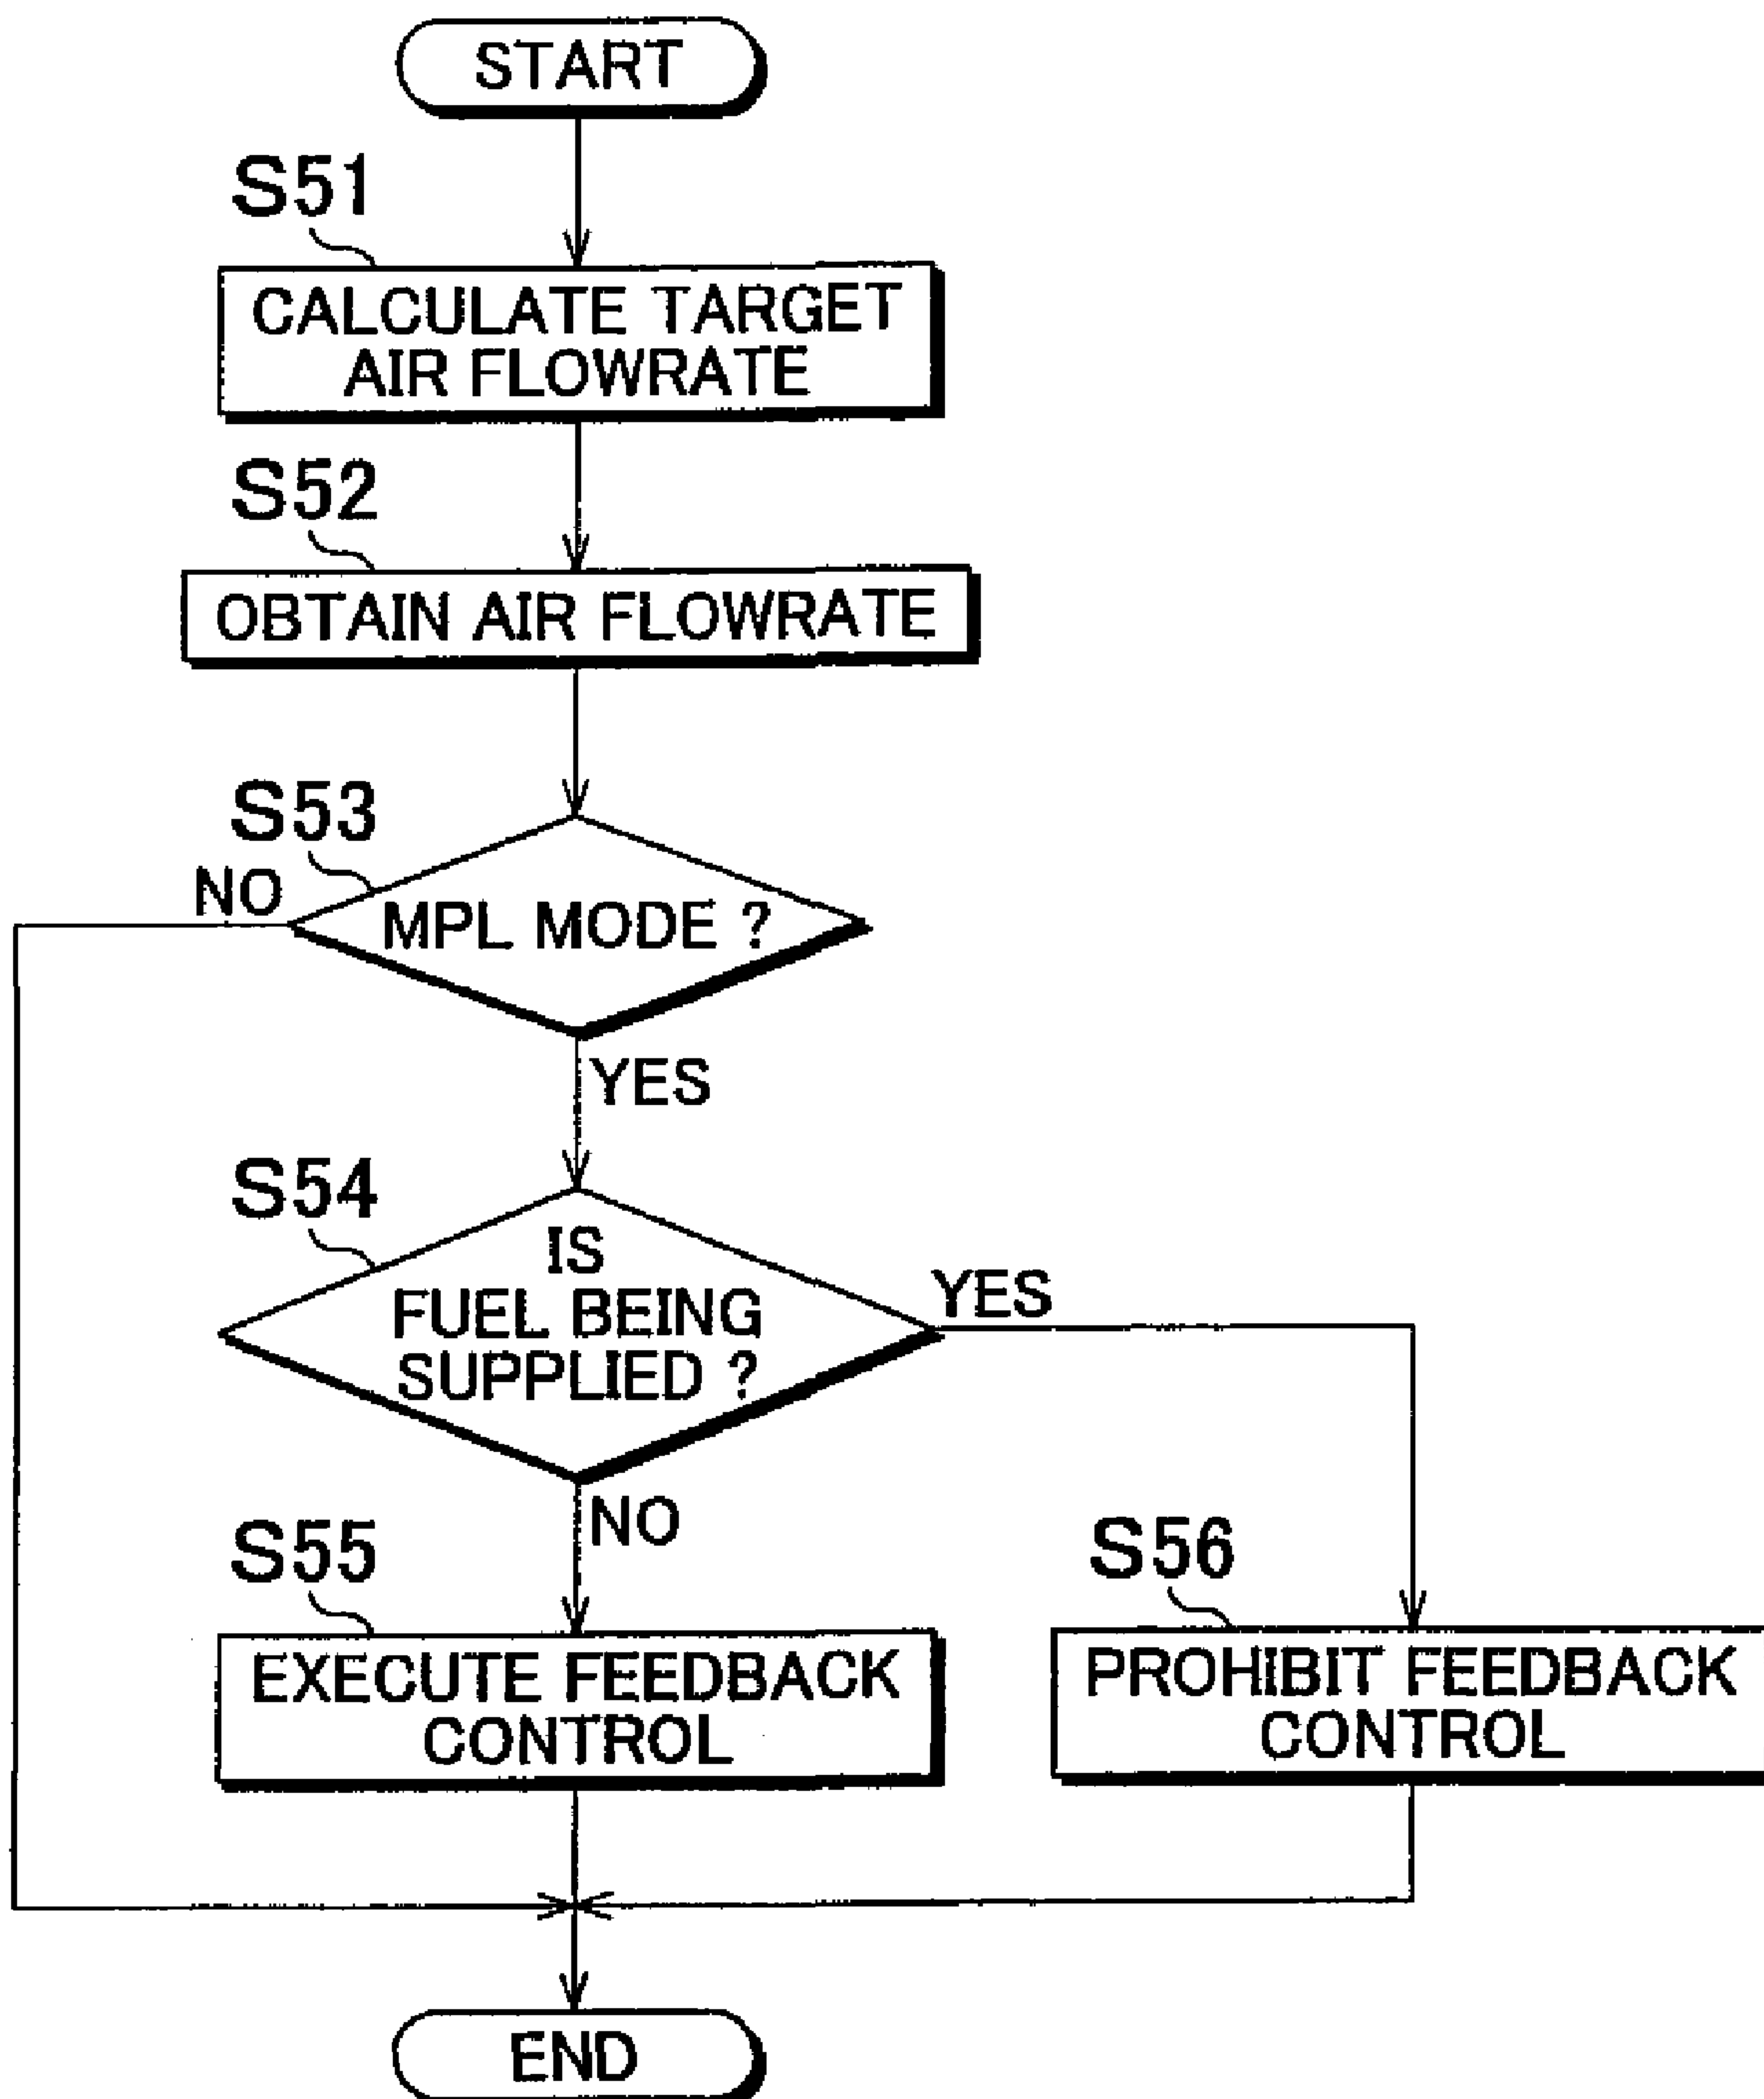 START
S51
CALCULATE TARGET
AIR FLOWRATE
S52
OBTAIN AIR FLOWRATE
S53
NO
MPL MODE ?
YES
S54
IS
FUEL BEING
SUPPLIED ?
YES
NO
S55
EXECUTE FEEDBACK
CONTROL
S56
PROHIBIT FEEDBACK
CONTROL
END